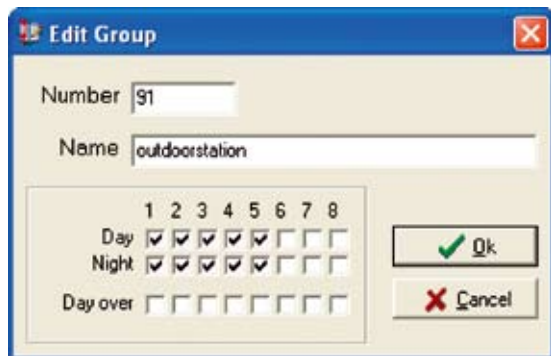 Edit Group
Number 91
Name outdoorstation
1 2 3 4 5 6 7 8
Day
Night
Day over
Ok
Cancel